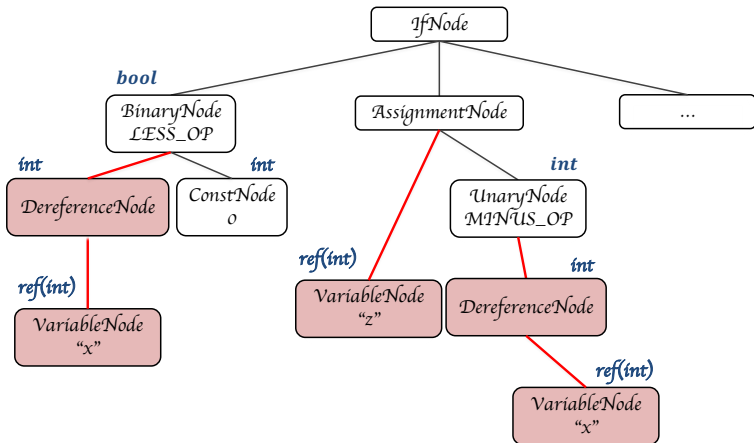 IfNode
bool
BinaryNode
LESS_OP
AssignmentNode
...
int
int
int
DereferenceNode
ConstNode
0
UnaryNode
MINUS_OP
ref(int)
ref(int)
int
VariableNode
“x”
VariableNode
“z”
DereferenceNode
ref(int)
VariableNode
“x”